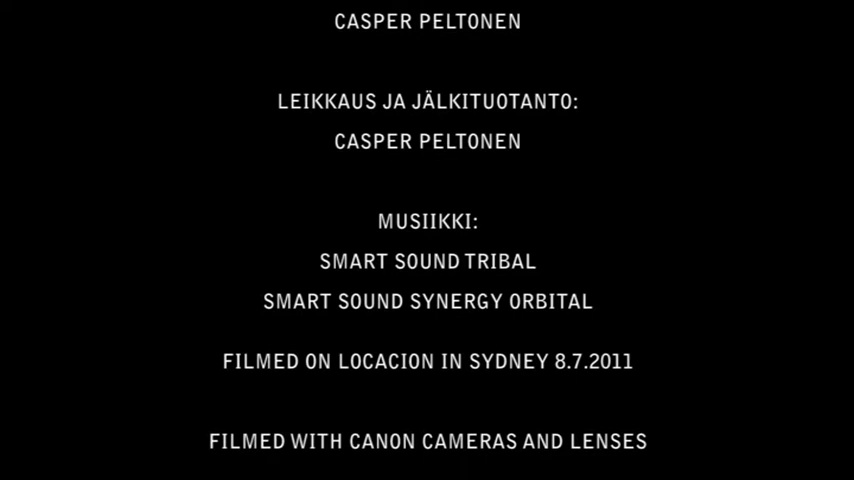 CASPER PELTONEN
LEIKKAUS JA JÄLKITUOTANTO:
CASPER PELTONEN
MUSIIKKI:
SMART SOUND TRIBAL
SMART SOUND SYNERGY ORBITAL
FILMED ON LOCACION IN SYDNEY 8.7.2011
FILMED WITH CANON CAMERAS AND LENSES